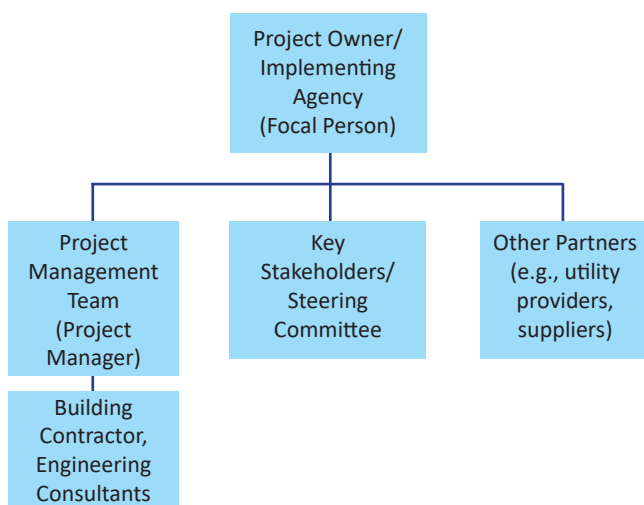 Project Owner/
Implementing
Agency
(Focal Person)
Project
Management
Team
(Project
Manager)
Key
Stakeholders/
Steering
Committee
Other Partners
(e.g., utility
providers,
suppliers)
Building
Contractor,
Engineering
Consultants